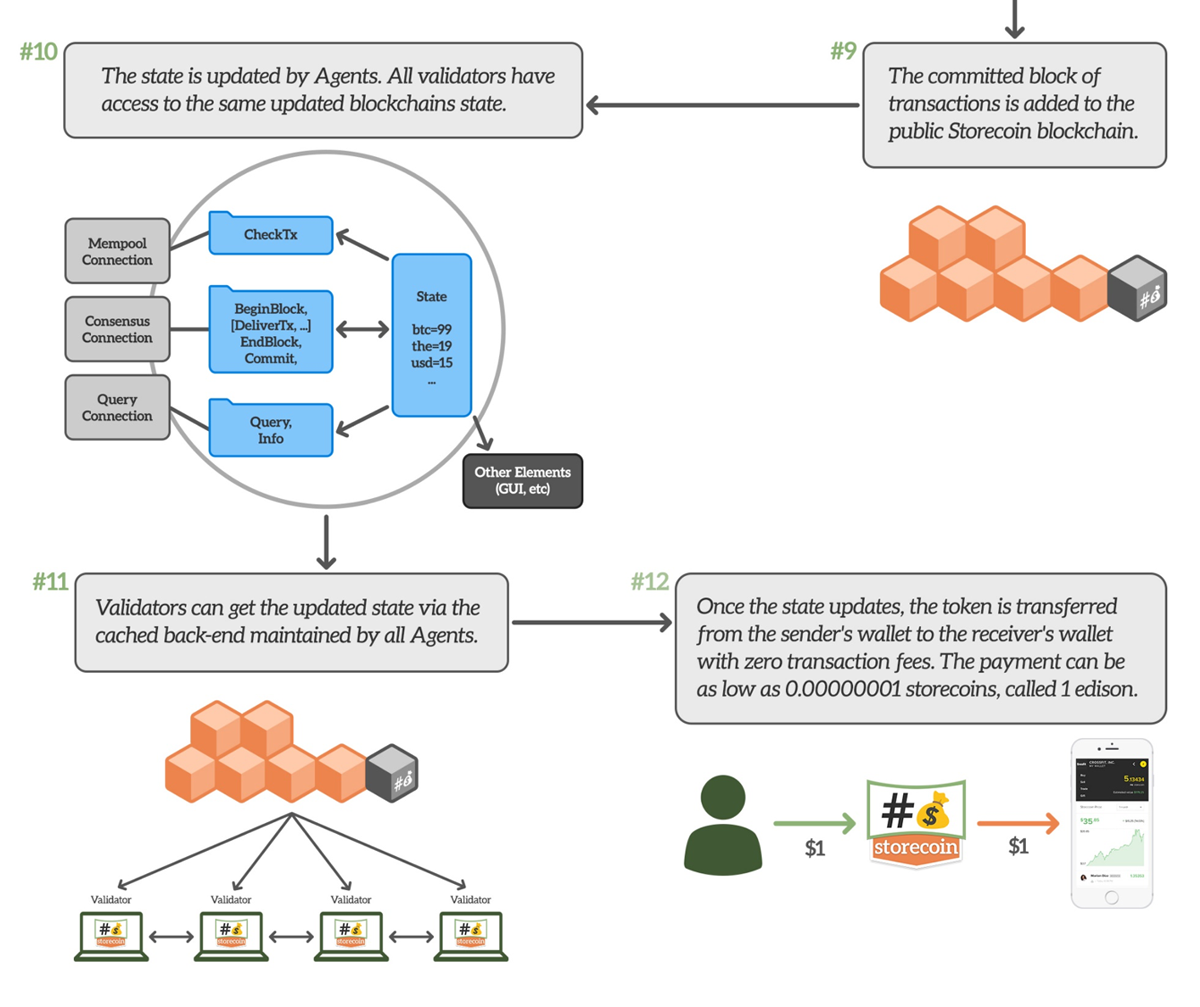 #10
The state is updated by Agents. All validators have
access to the same updated blockchains state.
#9
The committed block of
transactions is added to the
public Storecoin blockchain.
Mempool
Connection
CheckTx
Consensus
Connection
BeginBlock,
[DeliverTx, ...]
EndBlock,
Commit,
State
btc=99
the=19
usd=15
...
Query
Connection
Query,
Info
Other Elements
(GUI, etc)
#
#11
Validators can get the updated state via the
cached back-end maintained by all Agents.
#12
Once the state updates, the token is transferred
from the sender's wallet to the receiver's wallet
with zero transaction fees. The payment can be
as low as 0.00000001 storecoins, called 1 edison.
#
Validator
Validator
Validator
Validator
# $
storecoin
# $
storecoin
# $
storecoin
# $
storecoin
$1
# $
storecoin
$1
5.13434
$35